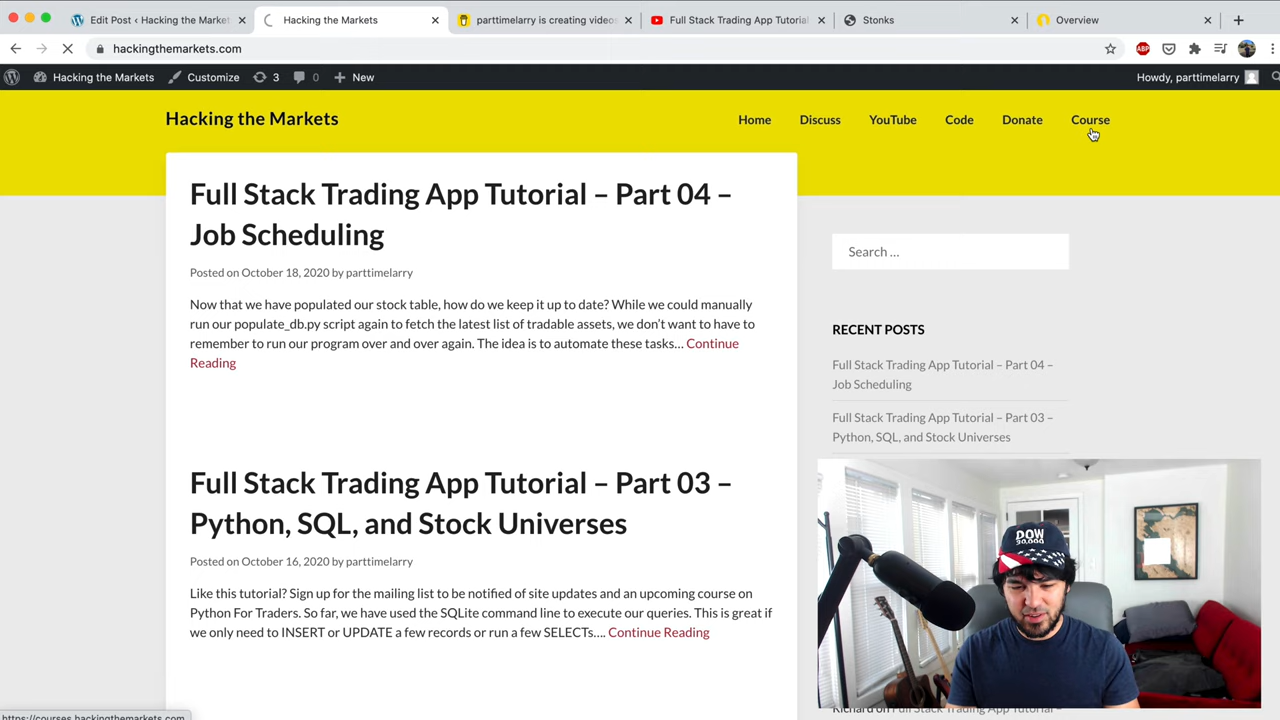 Edit Post ‹ Hacking the Market
Hacking the Markets
parttimelarry is creating videos
Full Stack Trading App Tutorial
Stonks
Overview
hackingthemarkets.com
ABP
Hacking the Markets
Customize
3
0
New
Howdy, parttimelarry
Hacking the Markets
Home
Discuss
YouTube
Code
Donate
Course
Full Stack Trading App Tutorial – Part 04 –
Job Scheduling
Posted on October 18, 2020 by parttimelarry
Now that we have populated our stock table, how do we keep it up to date? While we could manually
run our populate_db.py script again to fetch the latest list of tradable assets, we don’t want to have to
remember to run our program over and over again. The idea is to automate these tasks… Continue
Reading
Full Stack Trading App Tutorial – Part 03 –
Python, SQL, and Stock Universes
Posted on October 16, 2020 by parttimelarry
Like this tutorial? Sign up for the mailing list to be notified of site updates and an upcoming course on
Python For Traders. So far, we have used the SQLite command line to execute our queries. This is great if
we only need to INSERT or UPDATE a few records or run a few SELECTs.… Continue Reading
Search …
RECENT POSTS
Full Stack Trading App Tutorial – Part 04 –
Job Scheduling
Full Stack Trading App Tutorial – Part 03 –
Python, SQL, and Stock Universes
DOW
20,000
Richard on Full Stack Trading App Tutorial –
https://courses.hackingthemarkets.com